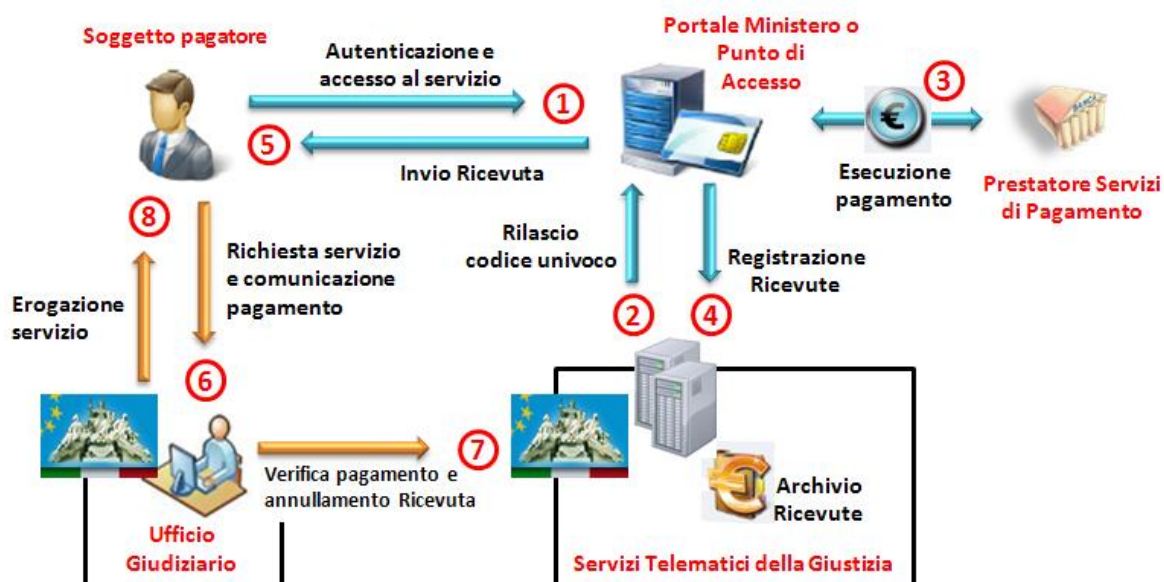 Soggetto pagatore
Autenticazione e
accesso al servizio
1
Portale Ministero o
Punto di
Accesso
3
€
Esecuzione
pagamento
Prestatore Servizi
di Pagamento
5
Invio Ricevuta
8
Richiesta servizio
e comunicazione
pagamento
Erogazione
servizio
6
Rilascio
codice univoco
2
Registrazione
Ricevute
4
7
Verifica pagamento e
annullamento Ricevuta
Ufficio
Giudiziario
€
Archivio
Ricevute
Servizi Telematici della Giustizia